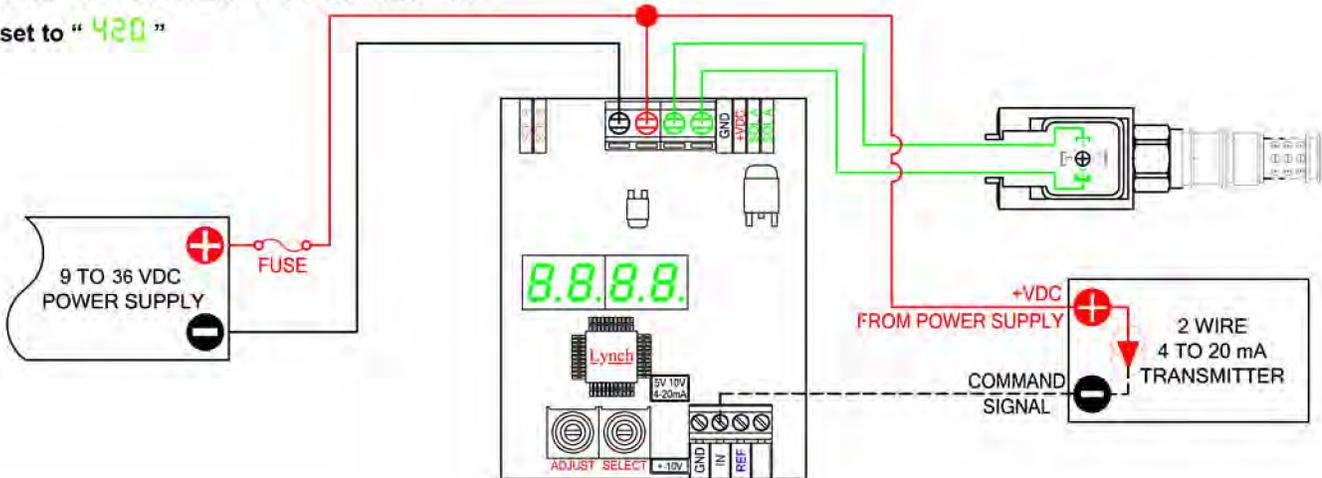 set to “ 420 ”
FUSE
9 TO 36 VDC
POWER SUPPLY
GND
+VDC
SOL A
SOL A
8.8.8.8.
Lynch
5V 10V
4-20mA
ADJUST SELECT
+-10V
GND
IN
REF
+VDC
FROM POWER SUPPLY
COMMAND
SIGNAL
2 WIRE
4 TO 20 mA
TRANSMITTER